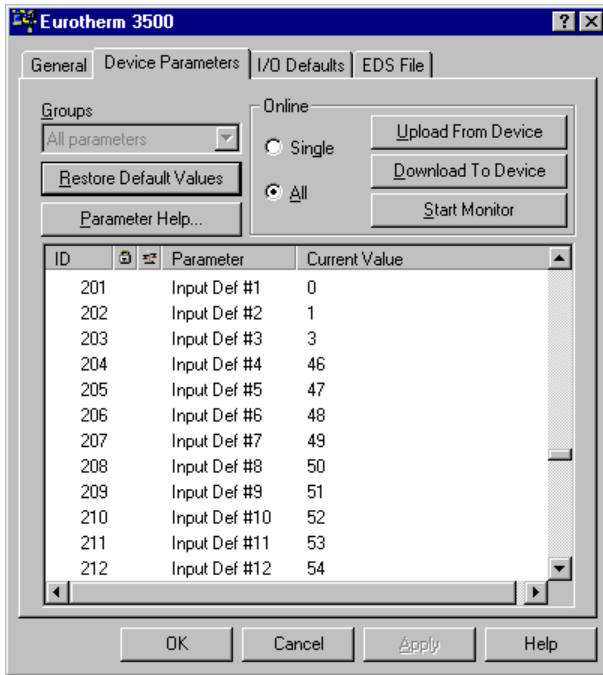 Eurotherm 3500
General Device Parameters I/O Defaults EDS File
Groups
All parameters
Restore Default Values
Parameter Help...
Online
Single
All
Upload From Device
Download To Device
Start Monitor
ID Parameter Current Value
201 Input Def #1 0
202 Input Def #2 1
203 Input Def #3 3
204 Input Def #4 46
205 Input Def #5 47
206 Input Def #6 48
207 Input Def #7 49
208 Input Def #8 50
209 Input Def #9 51
210 Input Def #10 52
211 Input Def #11 53
212 Input Def #12 54
OK Cancel Apply Help